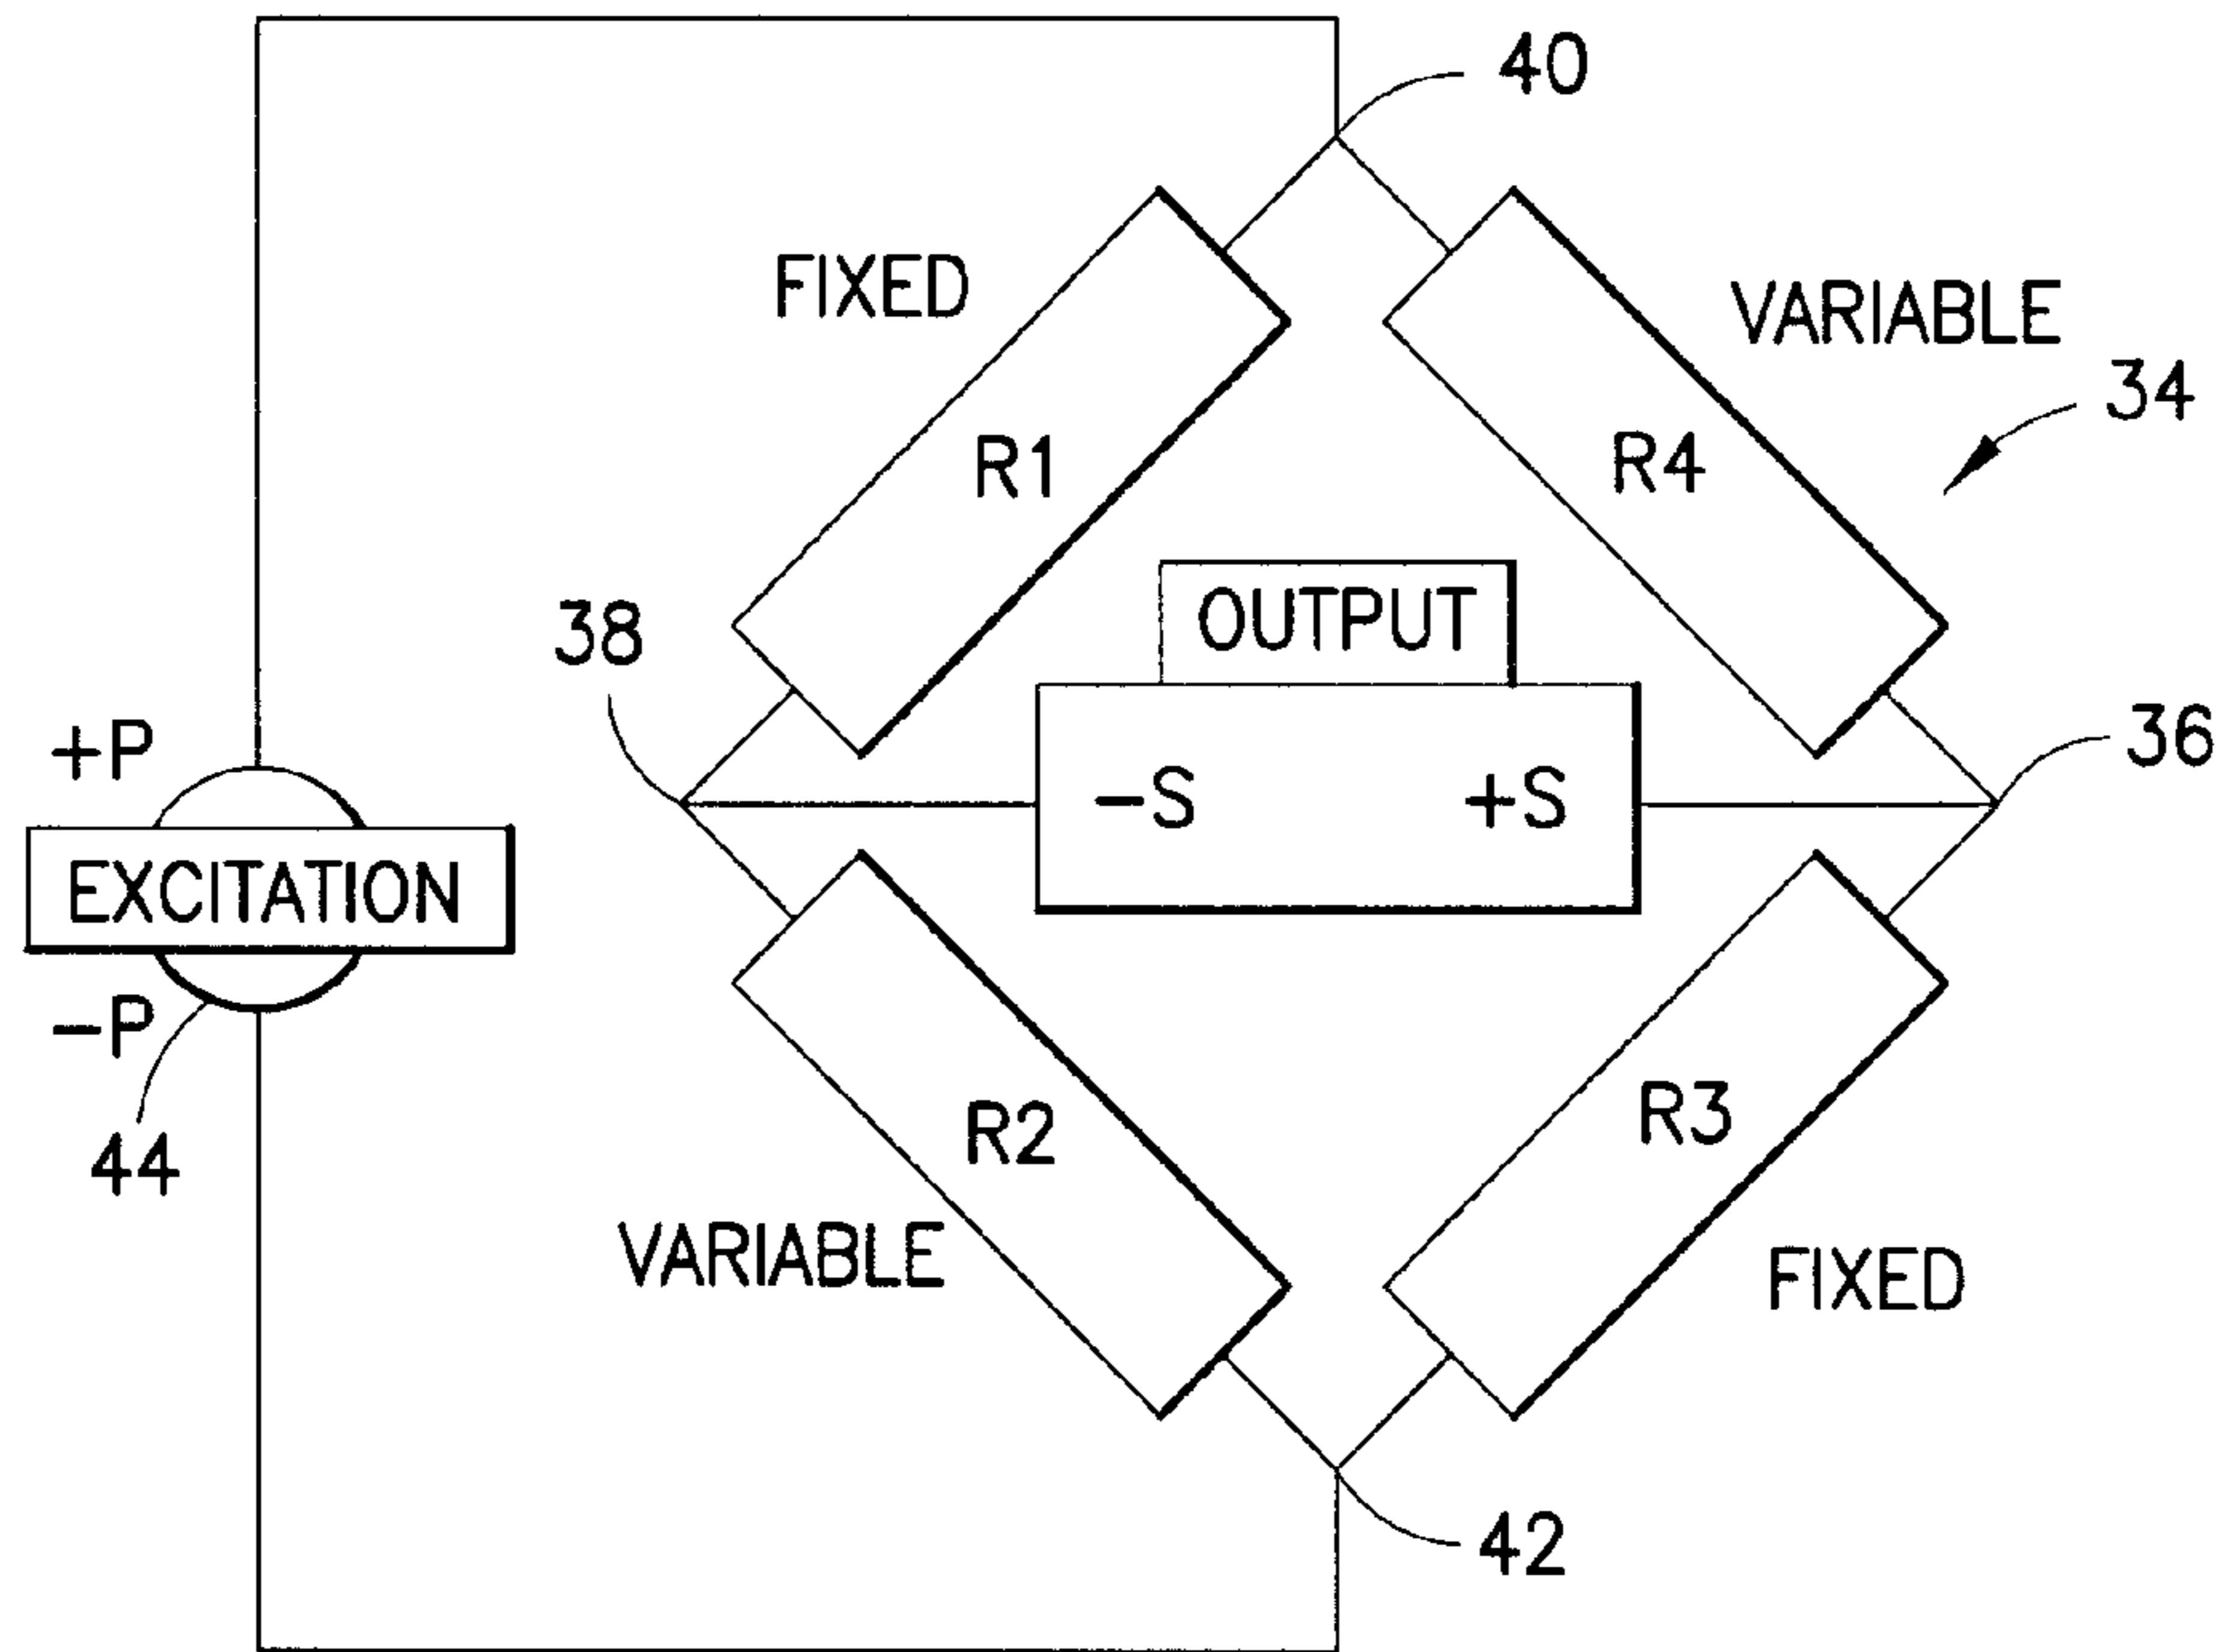 40
FIXED
VARIABLE
34
R1
R4
38
OUTPUT
36
+P
-S +S
EXCITATION
-P
44
R2
R3
VARIABLE
FIXED
42